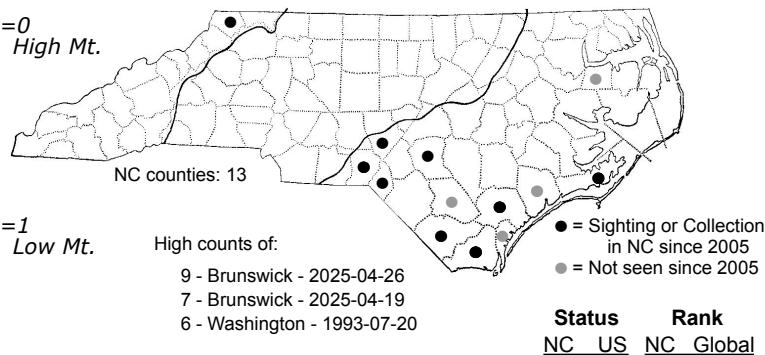 =0
High Mt.
NC counties: 13
=1
Low Mt.
High counts of:
9 - Brunswick - 2025-04-26
7 - Brunswick - 2025-04-19
6 - Washington - 1993-07-20
● = Sighting or Collection
in NC since 2005
● = Not seen since 2005
Status Rank
NC US NC Global